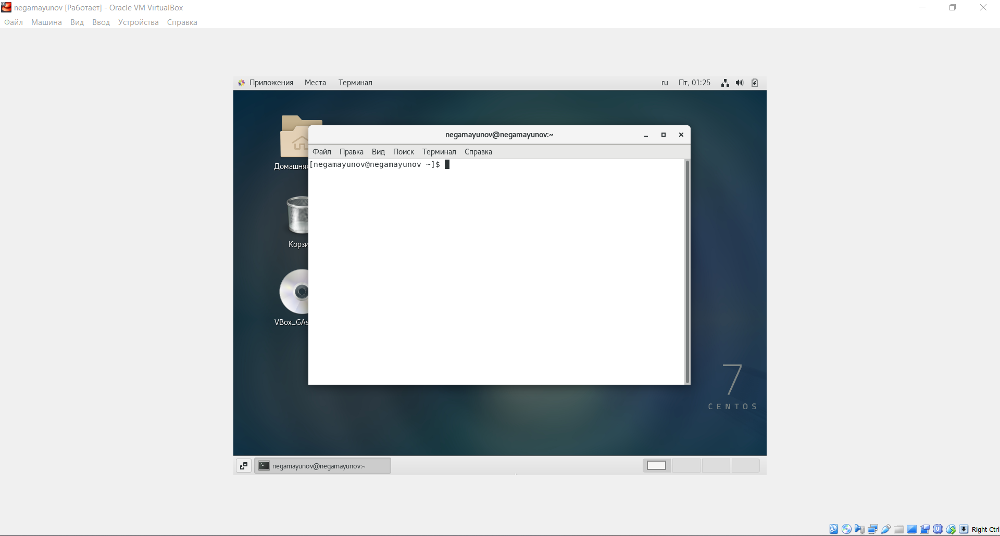 negamayunov [Работает] - Oracle VM VirtualBox
Файл Машина Вид Ввод Устройства Справка
Приложения Места Терминал ru Пт, 01:25
negamayunov@negamayunov:~
Файл Правка Вид Поиск Терминал Справка
[negamayunov@negamayunov ~]$
Домашняя
Корзи
VBox_GAs
7
CENTOS
negamayunov@negamayunov:~
Right Ctrl